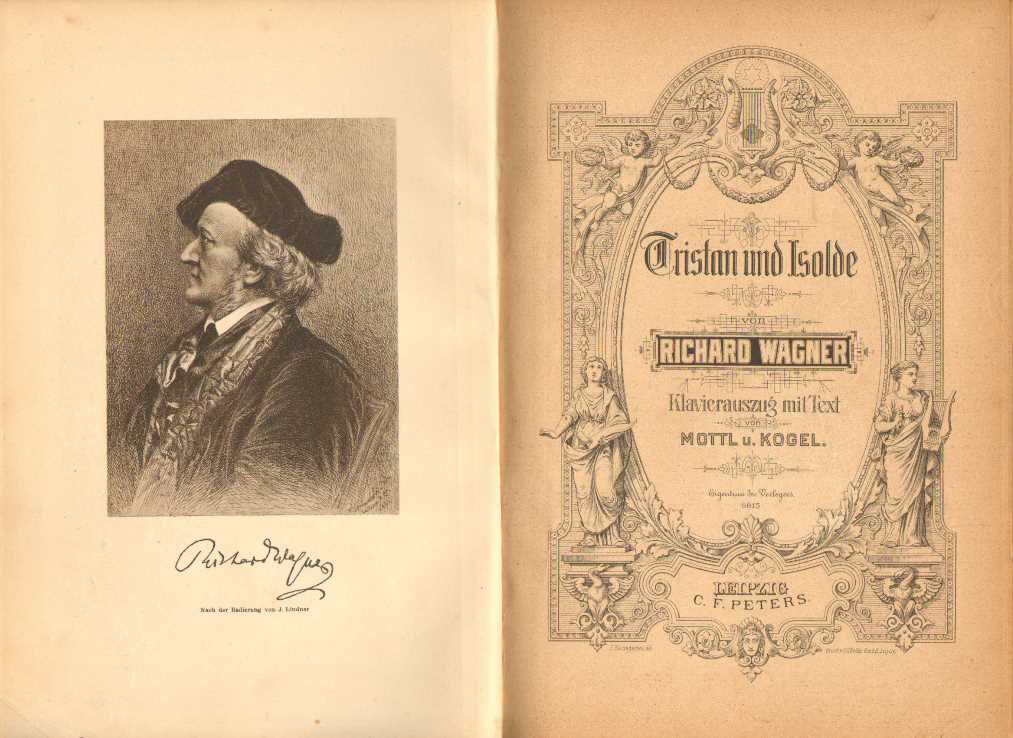 Richard Wagner
Nach der Radierung von J. Lindner
Tristan und Isolde
von
RICHARD WAGNER
Klavierauszug mit Text
von
MOTTL u. KOGEL.
Eigenthum des Verlegers.
LEIPZIG
C. F. PETERS.